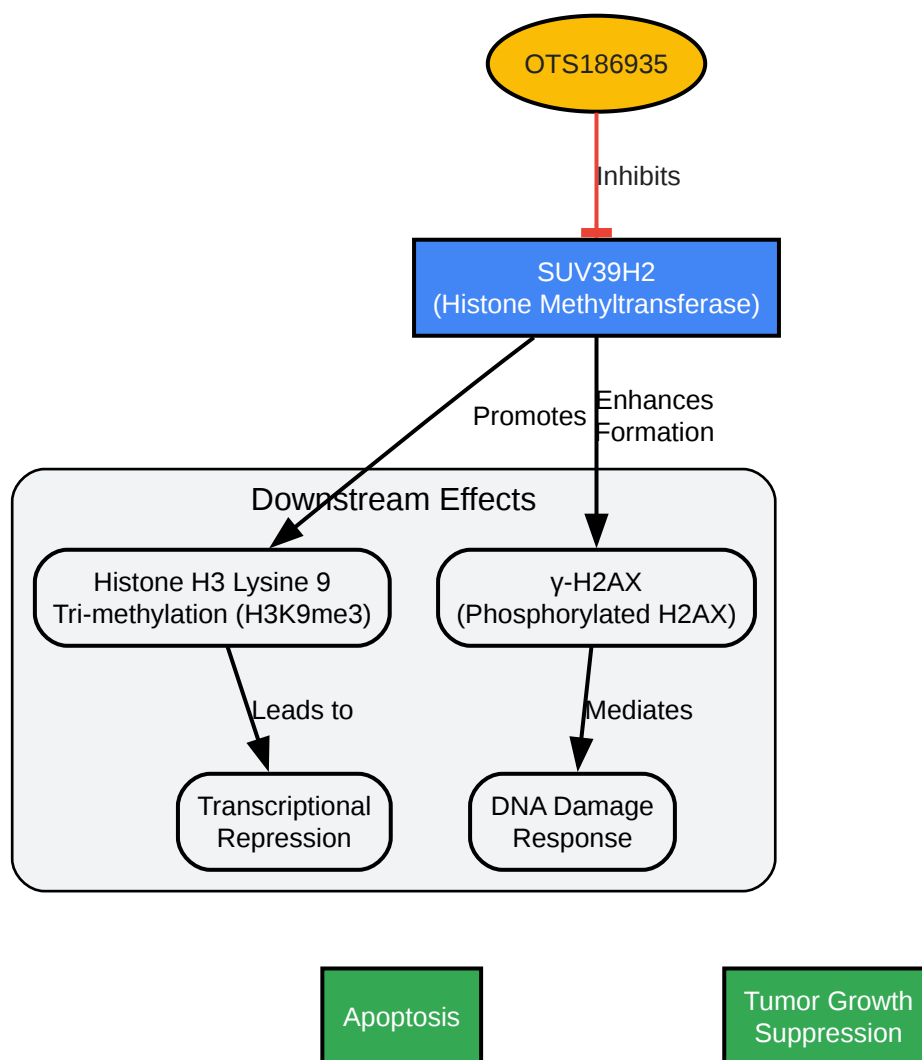 OTS186935
Inhibits
SUV39H2
(Histone Methyltransferase)
Promotes
Enhances
Formation
Downstream Effects
Histone H3 Lysine 9
Tri-methylation (H3K9me3)
γ-H2AX
(Phosphorylated H2AX)
Leads to
Mediates
Transcriptional
Repression
DNA Damage
Response
Apoptosis
Tumor Growth
Suppression